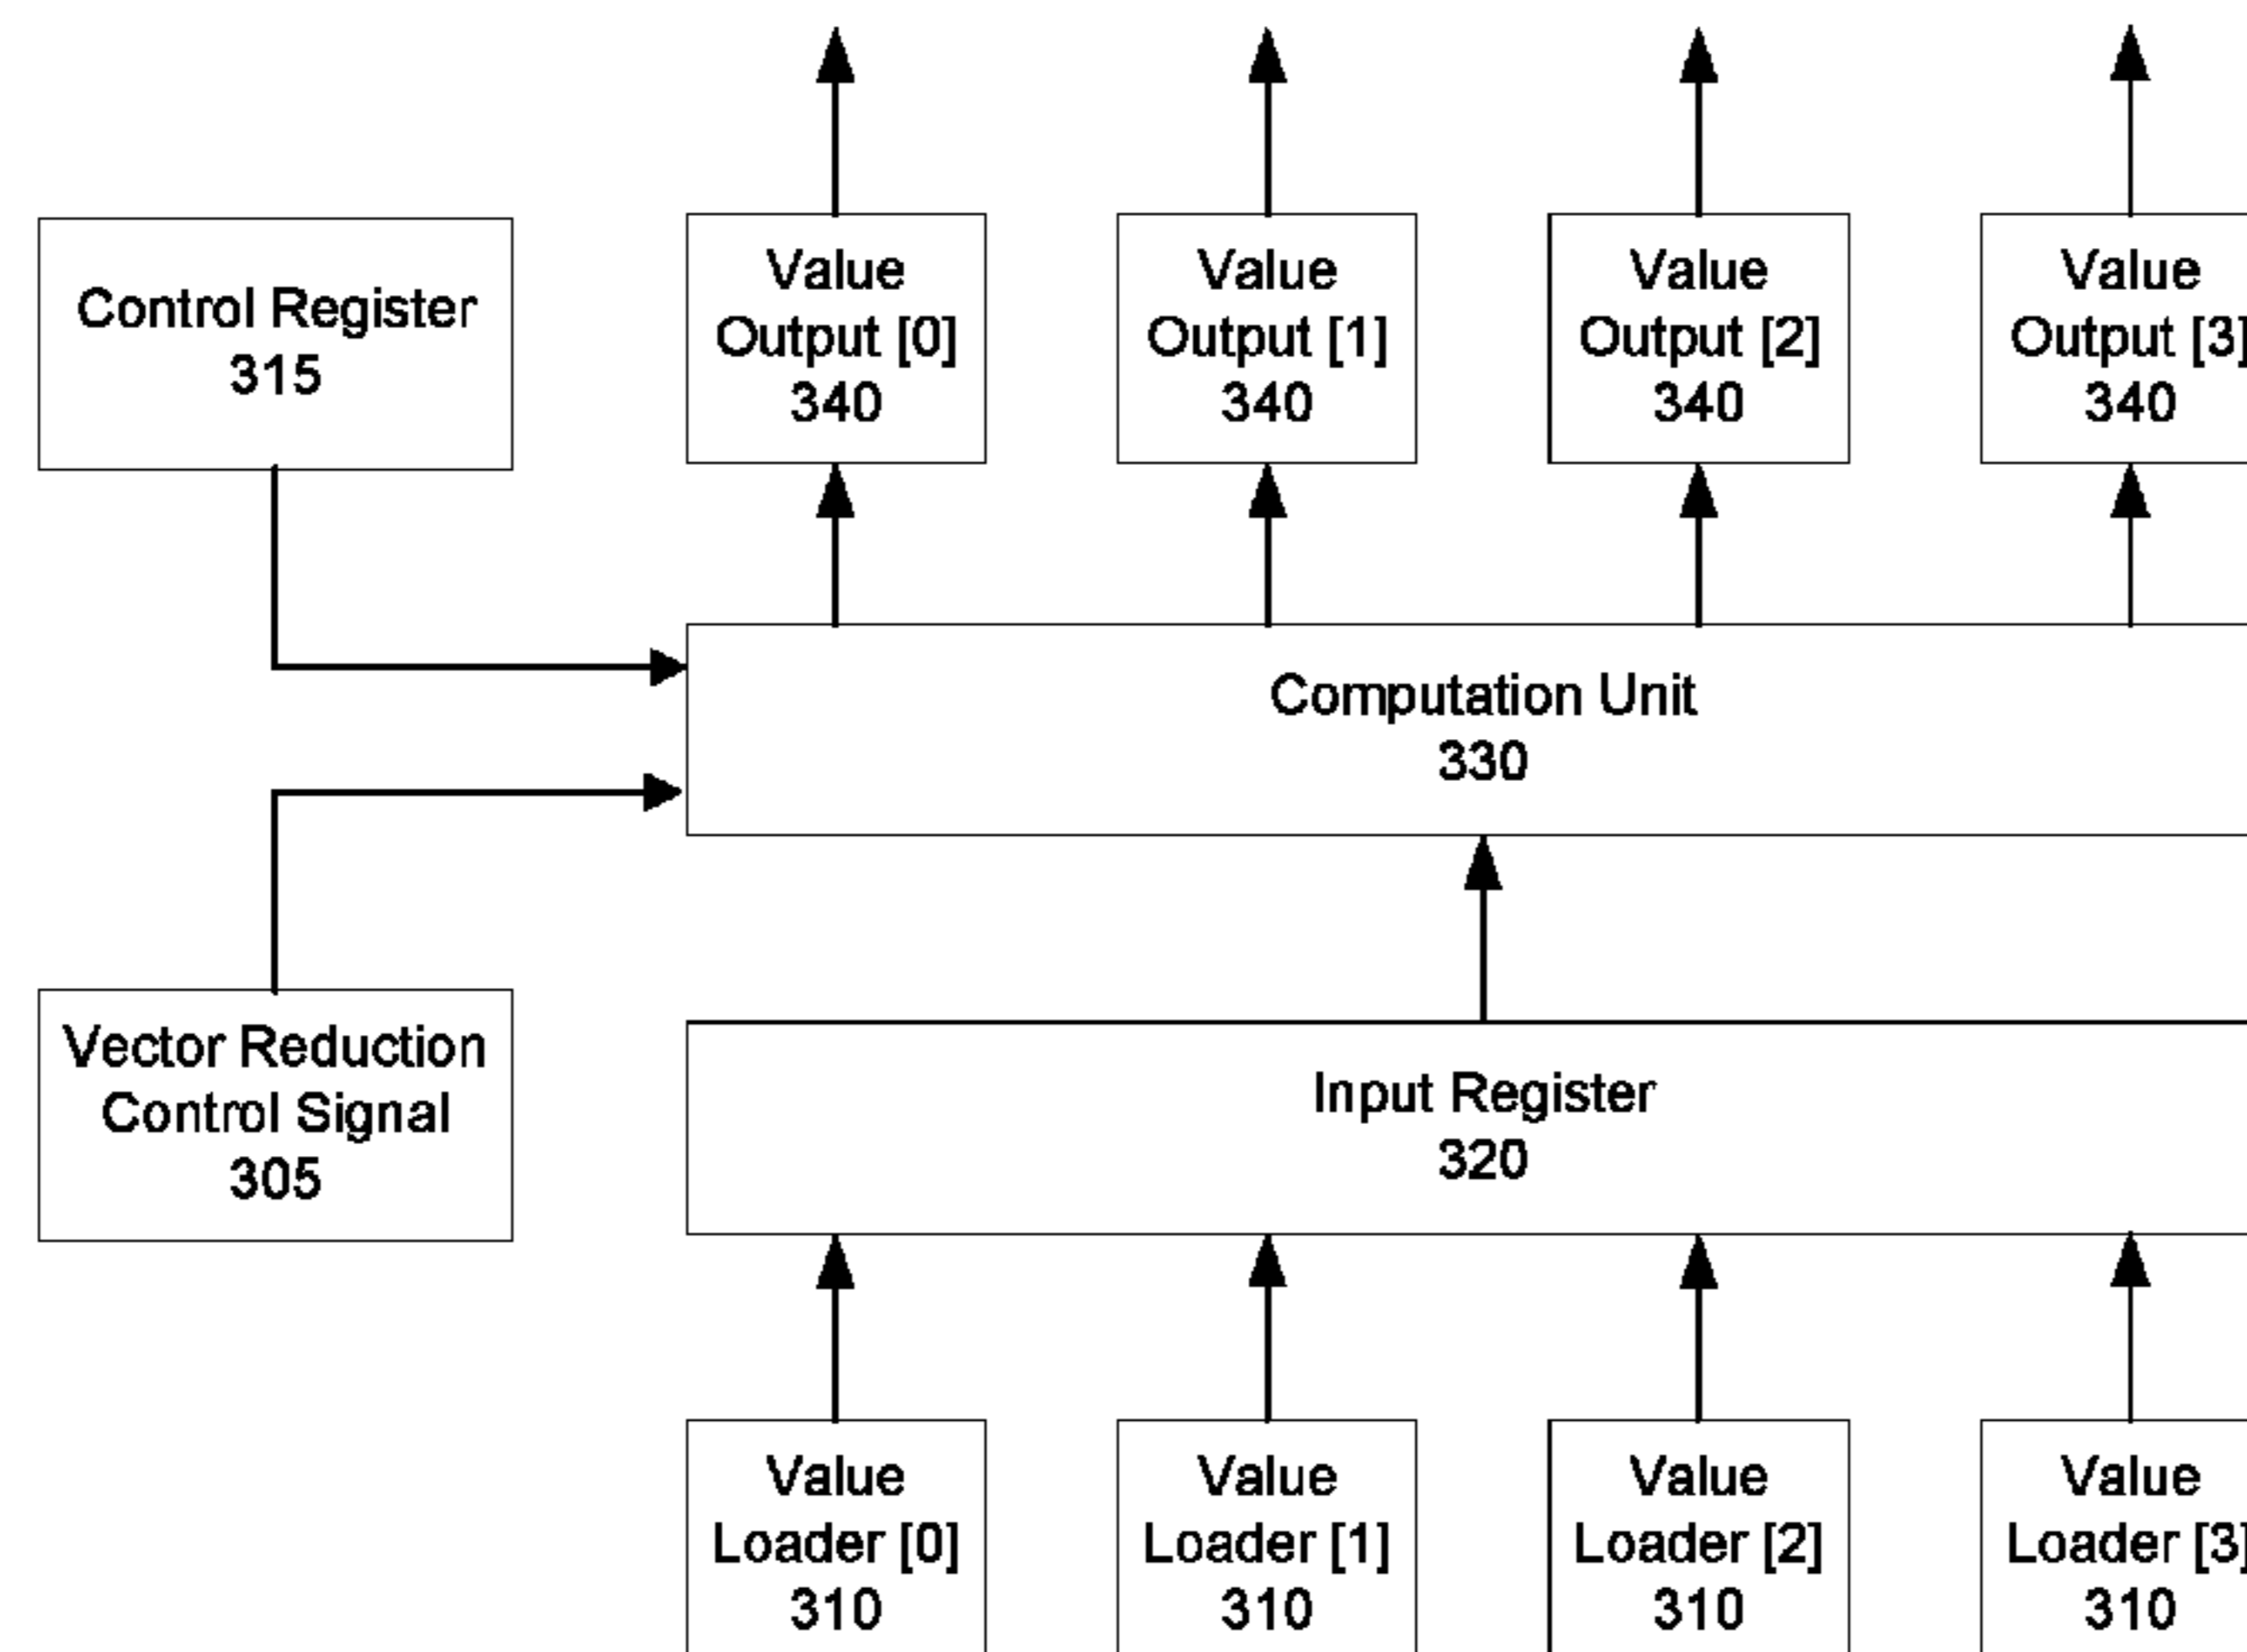 Control Register
315
Value
Output [0]
340
Value
Output [1]
340
Value
Output [2]
340
Value
Output [3]
340
Computation Unit
330
Vector Reduction
Control Signal
305
Input Register
320
Value
Loader [0]
310
Value
Loader [1]
310
Value
Loader [2]
310
Value
Loader [3]
310